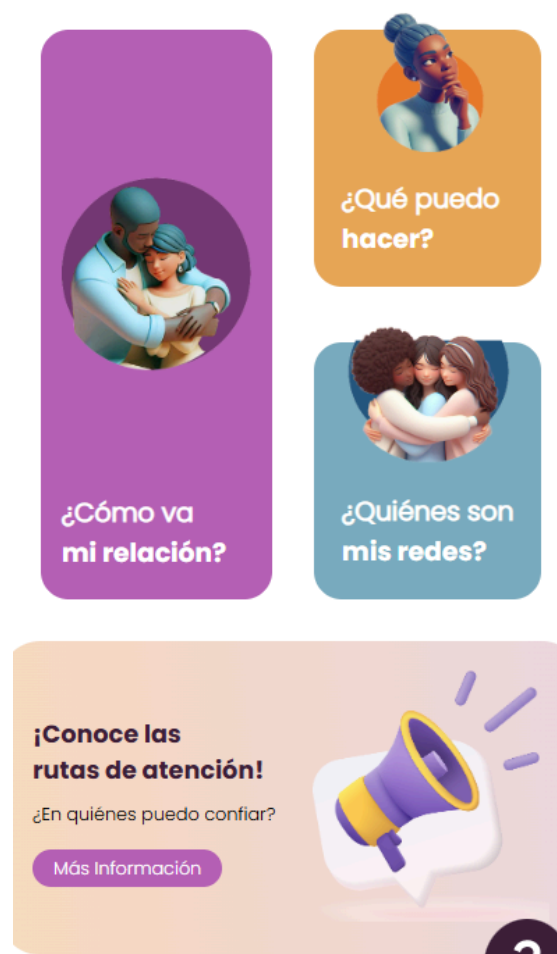 ¿Qué puedo
hacer?
¿Cómo va
mi relación?
¿Quiénes son
mis redes?
¡Conoce las
rutas de atención!
¿En quiénes puedo confiar?
Más Información